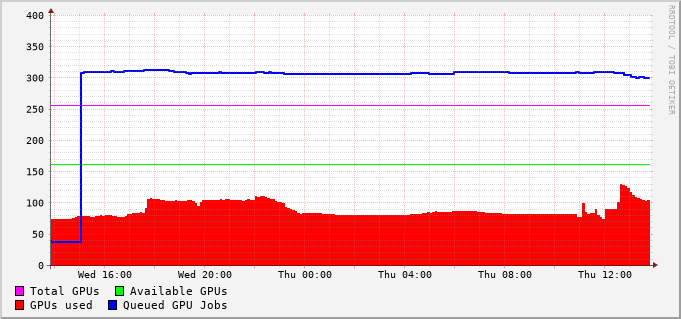 400
350
300
250
200
150
100
50
0
Wed 16:00 Wed 20:00 Thu 00:00 Thu 04:00 Thu 08:00 Thu 12:00
Total GPUs Available GPUs
GPUs used Queued GPU Jobs
RRDTOOL / TOBI OETIKER